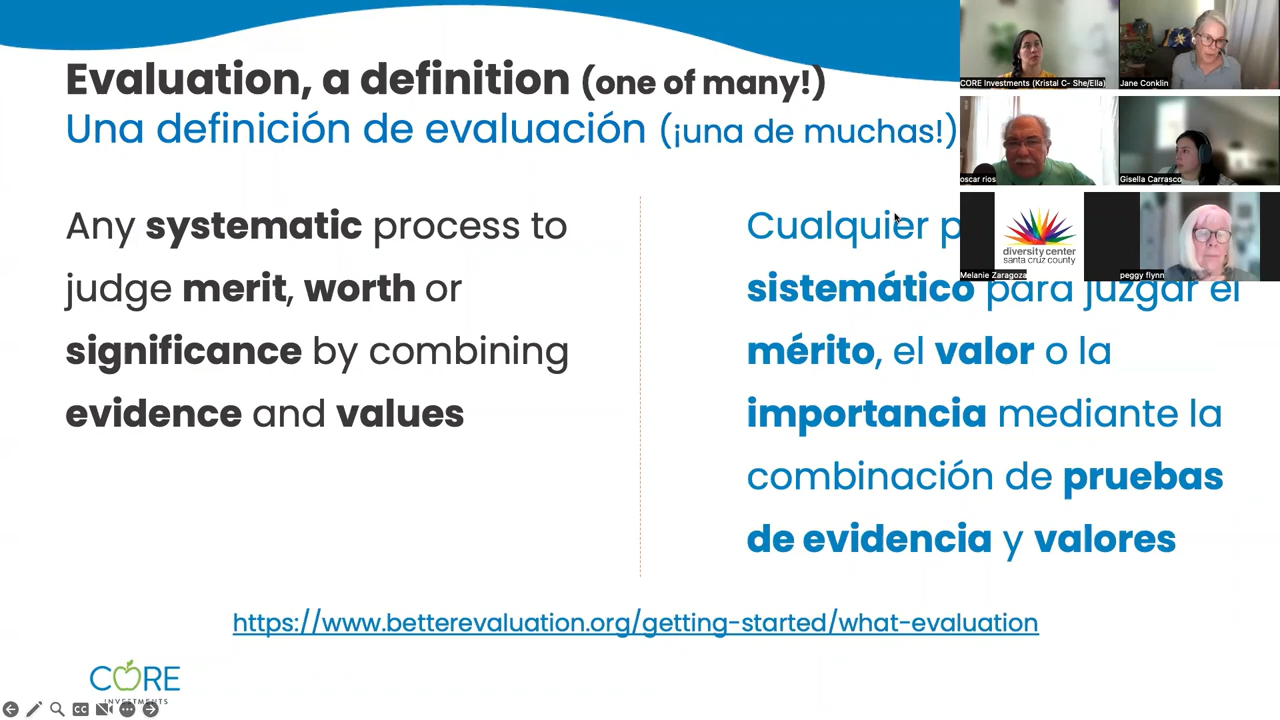 Evaluation, a definition (one of many!)
Una definición de evaluación (¡una de muchas!)
Any systematic process to
judge merit, worth or
significance by combining
evidence and values
Cualquier p
sistemático para juzgar el
mérito, el valor o la
importancia mediante la
combinación de pruebas
de evidencia y valores
https://www.betterevaluation.org/getting-started/what-evaluation
CORE
INVESTMENTS
CC
CORE Investments (Kristal C- She/Ella)
Jane Conklin
oscar rios
Gisella Carrasco
diversity center
santa cruz county
Melanie Zaragoza
peggy flynn